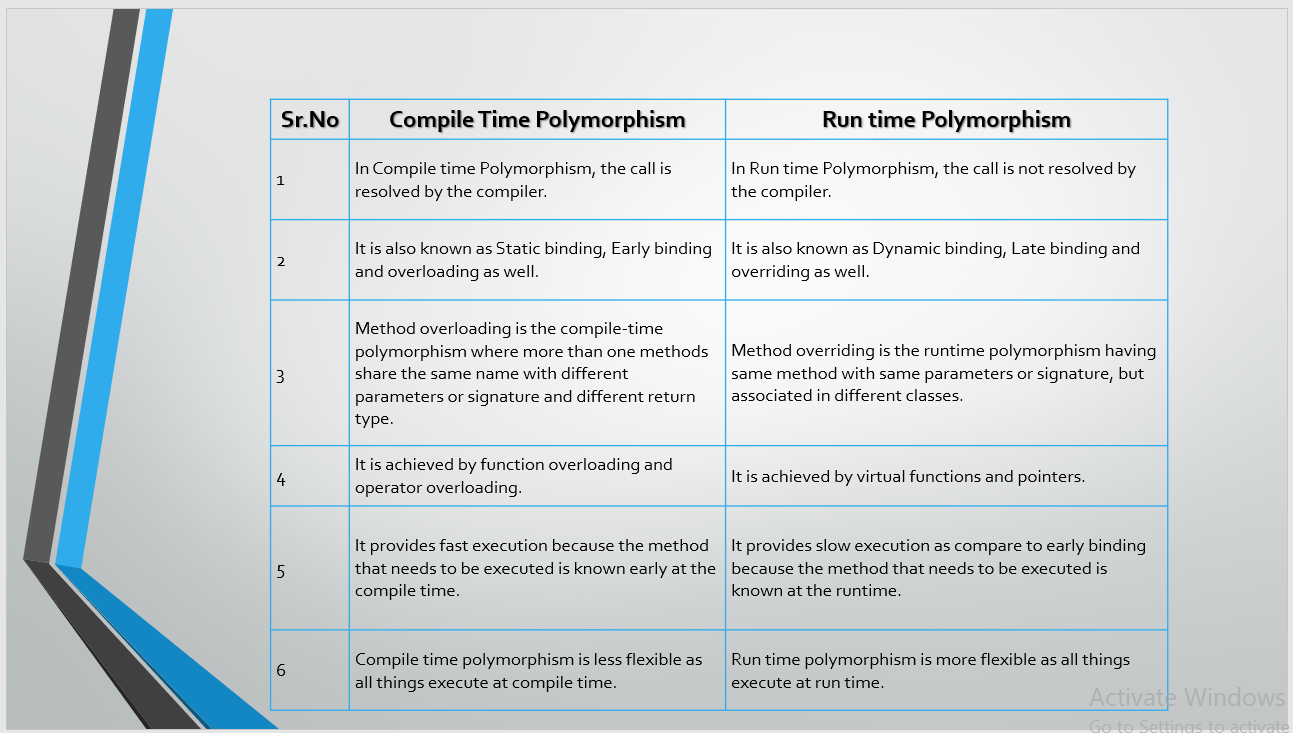 Sr.No Compile Time Polymorphism Run time Polymorphism
1
In Compile time Polymorphism, the call is
resolved by the compiler.
In Run time Polymorphism, the call is not resolved by
the compiler.
2
It is also known as Static binding, Early binding
and overloading as well.
It is also known as Dynamic binding, Late binding and
overriding as well.
3
Method overloading is the compile-time
polymorphism where more than one methods
share the same name with different
parameters or signature and different return
type.
Method overriding is the runtime polymorphism having
same method with same parameters or signature, but
associated in different classes.
4
It is achieved by function overloading and
operator overloading.
It is achieved by virtual functions and pointers.
5
It provides fast execution because the method
that needs to be executed is known early at the
compile time.
It provides slow execution as compare to early binding
because the method that needs to be executed is
known at the runtime.
6
Compile time polymorphism is less flexible as
all things execute at compile time.
Run time polymorphism is more flexible as all things
execute at run time.
Activate Windows
Go to Settings to activate